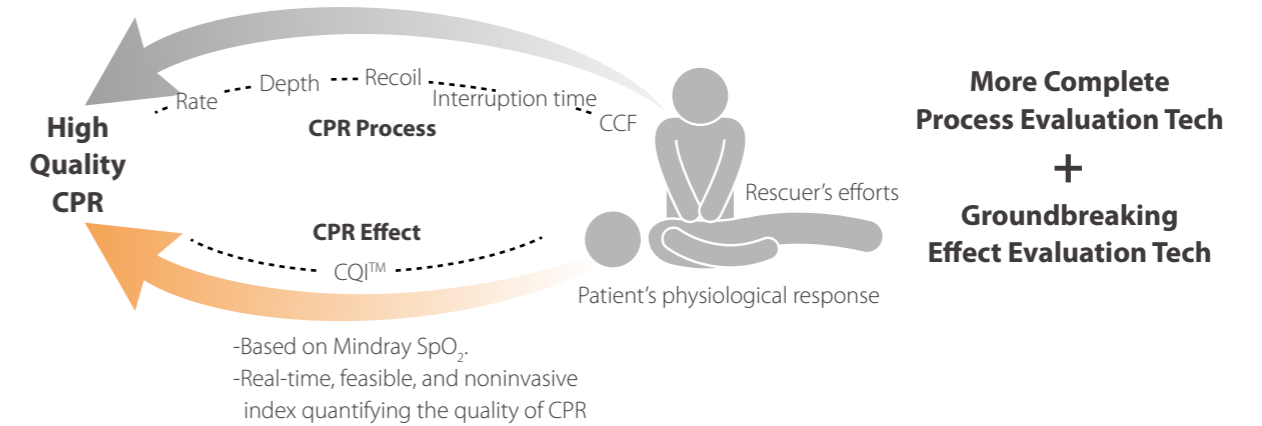 Rate
Depth
Recoil
Interruption time
CCF
CPR Process
High
Quality
CPR
Rescuer’s efforts
CPR Effect
CQI™
Patient’s physiological response
-Based on Mindray SpO₂.
-Real-time, feasible, and noninvasive
index quantifying the quality of CPR
More Complete
Process Evaluation Tech
+
Groundbreaking
Effect Evaluation Tech